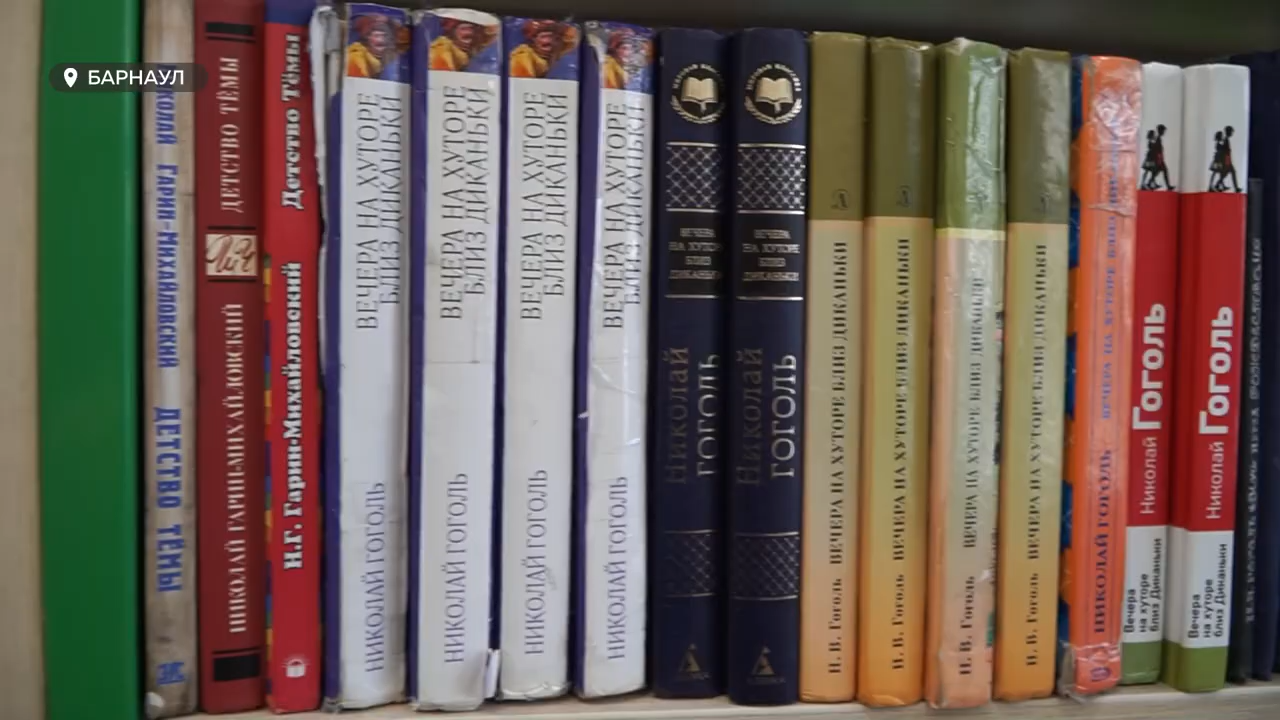 БАРНАУЛ
НИКОЛАЙ ГАРИН-МИХАЙЛОВСКИЙ ДЕТСТВО ТЁМЫ
НИКОЛАЙ ГАРИН-МИХАЙЛОВСКИЙ ДЕТСТВО ТЁМЫ
Н.Г. Гарин-Михайловский Детство Тёмы
НИКОЛАЙ ГОГОЛЬ ВЕЧЕРА НА ХУТОРЕ
БЛИЗ ДИКАНЬКИ
НИКОЛАЙ ГОГОЛЬ ВЕЧЕРА НА ХУТОРЕ
БЛИЗ ДИКАНЬКИ
НИКОЛАЙ ГОГОЛЬ ВЕЧЕРА НА ХУТОРЕ
БЛИЗ ДИКАНЬКИ
НИКОЛАЙ ГОГОЛЬ ВЕЧЕРА НА ХУТОРЕ
БЛИЗ ДИКАНЬКИ
ВЕЧЕРА
НА ХУТОРЕ
БЛИЗ
ДИКАНЬКИ
Николай
ГОГОЛЬ
ВЕЧЕРА
НА ХУТОРЕ
БЛИЗ
ДИКАНЬКИ
Николай
ГОГОЛЬ
Н. В. Гоголь ВЕЧЕРА НА ХУТОРЕ БЛИЗ ДИКАНЬКИ
Н. В. Гоголь ВЕЧЕРА НА ХУТОРЕ БЛИЗ ДИКАНЬКИ
Н. В. Гоголь ВЕЧЕРА НА ХУТОРЕ БЛИЗ ДИКАНЬКИ
Н. В. Гоголь ВЕЧЕРА НА ХУТОРЕ БЛИЗ ДИКАНЬКИ
НИКОЛАЙ ГОГОЛЬ ВЕЧЕРА НА ХУТОРЕ БЛИЗ ДИКАНЬКИ
Николай Гоголь
Вечера
на хуторе
близ Диканьки
Николай Гоголь
Вечера
на хуторе
близ Диканьки